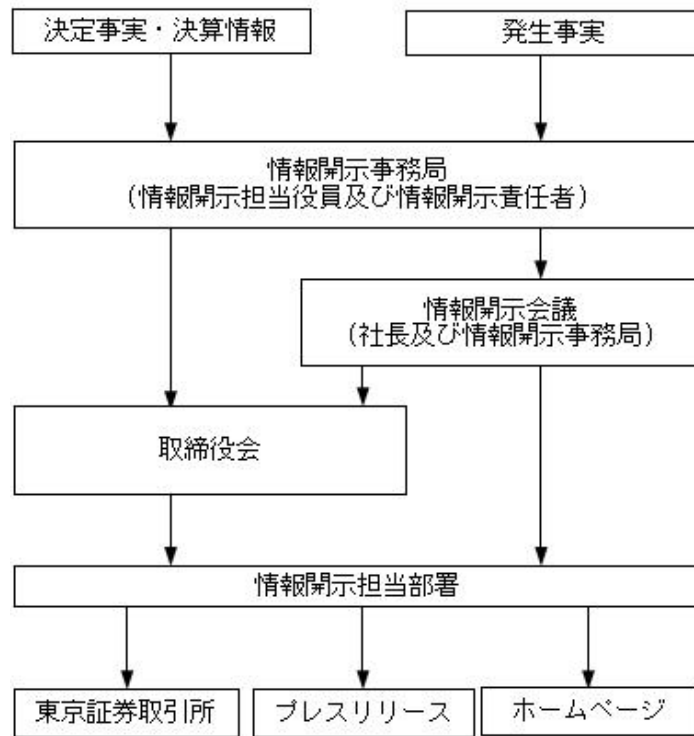 決定事実・決算情報
発生事実
情報開示事務局
(情報開示担当役員及び情報開示責任者)
情報開示会議
(社長及び情報開示事務局)
取締役会
情報開示担当部署
東京証券取引所
プレスリリース
ホームページ